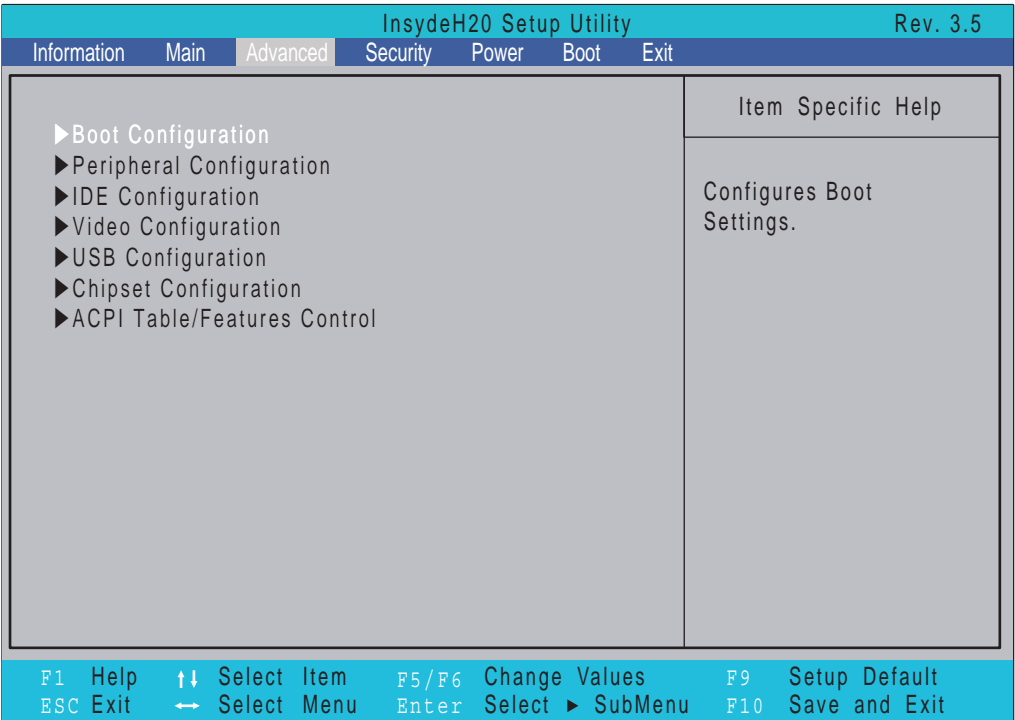 InsydeH20 Setup Utility Rev. 3.5
Information Main Advanced Security Power Boot Exit
Item Specific Help
▶Boot Configuration
▶Peripheral Configuration
▶IDE Configuration
▶Video Configuration
▶USB Configuration
▶Chipset Configuration
▶ACPI Table/Features Control
Configures Boot
Settings.
F1 Help ↑↓ Select Item F5/F6 Change Values F9 Setup Default
ESC Exit ↔ Select Menu Enter Select ▶ SubMenu F10 Save and Exit